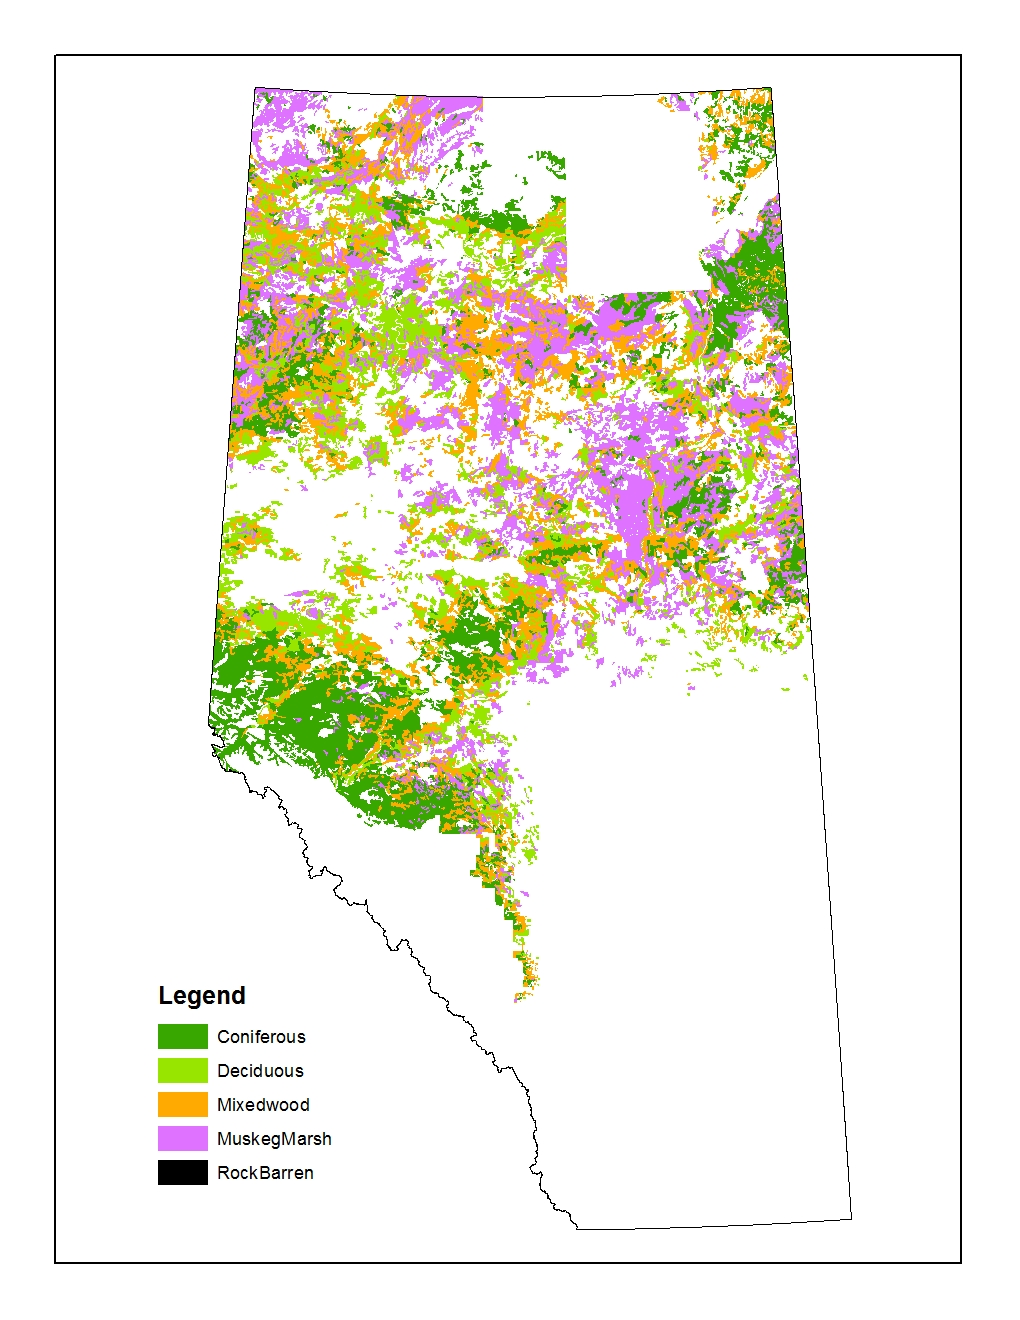 Legend
Coniferous
Deciduous
Mixedwood
MuskegMarsh
RockBarren